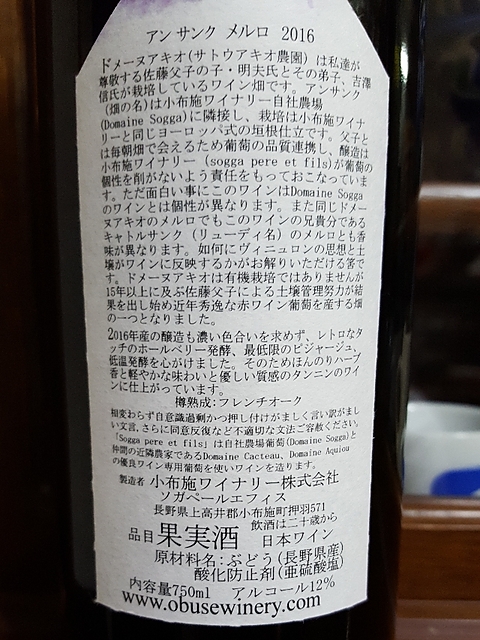 アン サンク メルロ 2016
ドメーヌアキオ(サトウアキオ農園) は私達が
尊敬する佐藤父子の子・明夫氏とその弟子、吉澤
信氏が栽培しているワイン畑です。アンサンク
(畑の名)は小布施ワイナリー自社農場
(Domaine Sogga)に隣接し、栽培は小布施ワイナ
リーと同じヨーロッパ式の垣根仕立です。父子と
は毎朝畑で会えるため葡萄の品質連携し、醸造は
小布施ワイナリー (sogga pere et fils)が葡萄の
個性を削がないよう責任をもっておこなっていま
す。ただ面白い事にこのワインはDomaine Sogga
のワインとは個性が異なります。また同じドメー
ヌアキオのメルロでもこのワインの兄貴分である
キャトルサンク (リューディ名) のメルロとも香
味が異なります。如何にヴィニュロンの思想と土
壌がワインに反映するかがお解りいただける筈で
す。ドメーヌアキオは有機栽培ではありませんが
15年以上に及ぶ佐藤父子による土壌管理努力が結
果を出し始め近年秀逸な赤ワイン葡萄を産する畑
の一つとなりました。
2016年産の醸造も濃い色合いを求めず、レトロなタ
ッチのホールベリー発酵、最低限のピジャージュ、
低温発酵を心がけました。そのためほんのりハーブ
香と軽やかな味わいと優しい質感のタンニンのワイ
ンに仕上がっています。
樽熟成:フレンチオーク
相変わらず自意識過剰かつ押し付けがましく言い訳がまし
い文言、さらに同意反復など不適切な文法ご容赦ください。
「Sogga pere et fils」は自社農場葡萄(Domaine Sogga)と
仲間の近隣農家であるDomaine Cacteau、Domaine Aquiou
の優良ワイン専用葡萄を使いワインを造ります。
製造者 小布施ワイナリー株式会社
ソガペールエフィス
長野県上高井郡小布施町押羽571
飲酒は二十歳から
品目果実酒 日本ワイン
原材料名:ぶどう(長野県産)
酸化防止剤(亜硫酸塩)
内容量750ml アルコール12%
www.obusewinery.com